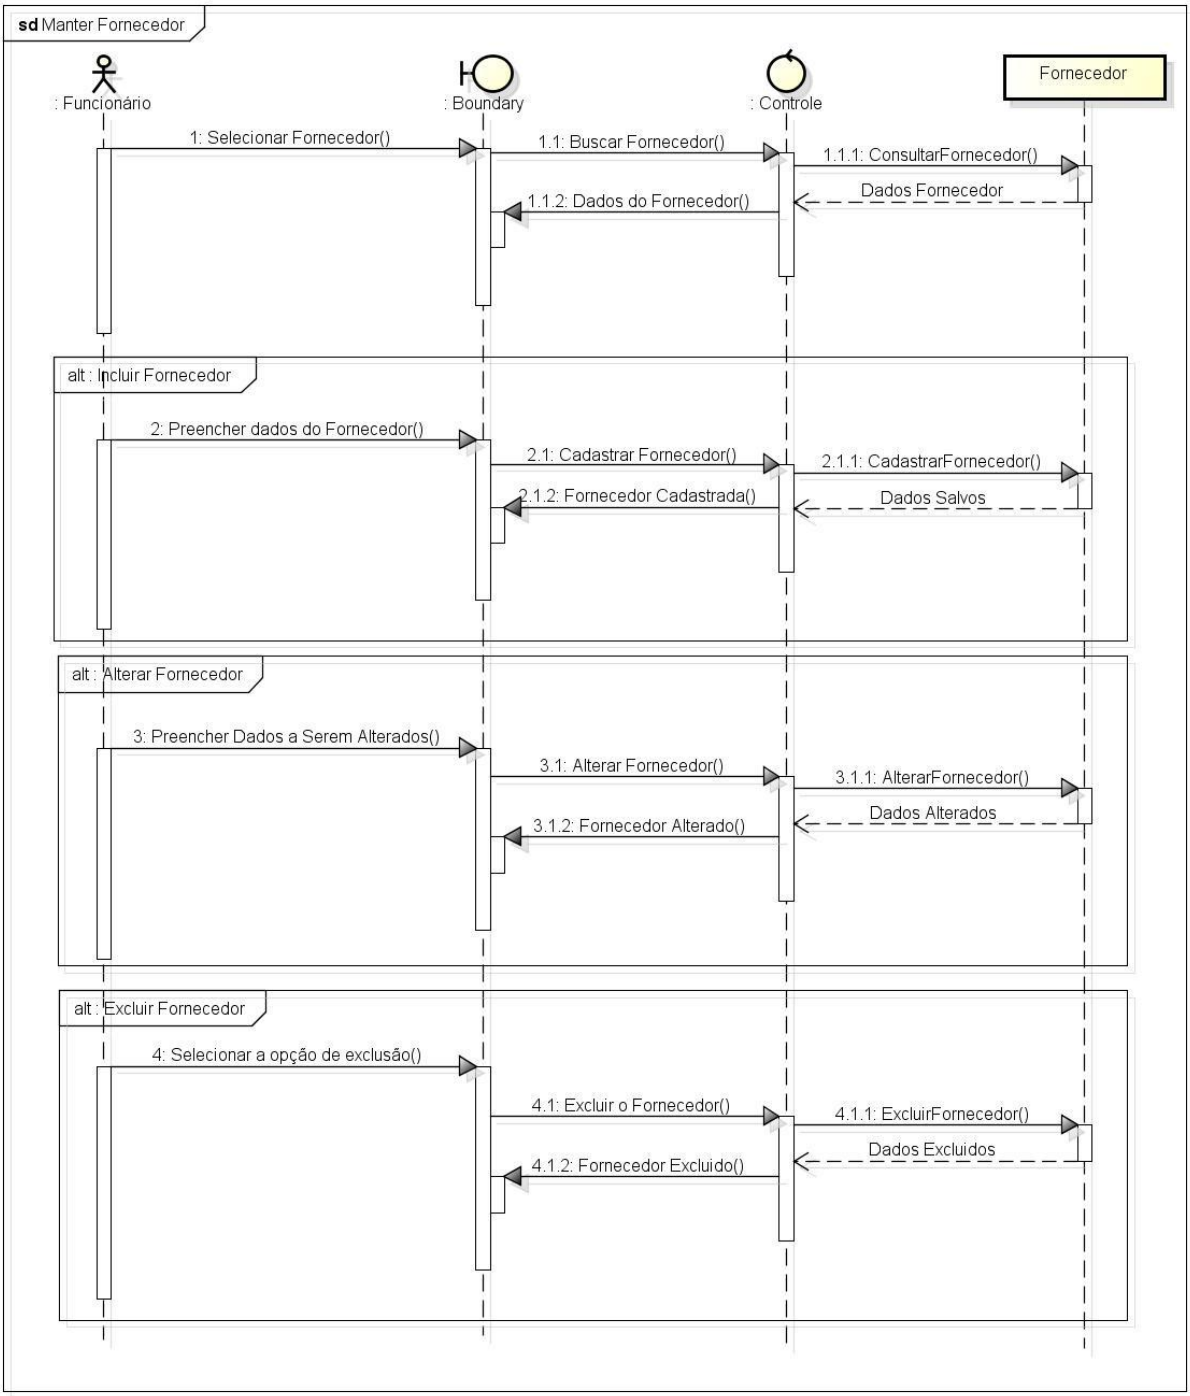 sd Manter Fornecedor
: Funcionário
: Boundary
: Controle
Fornecedor
1: Selecionar Fornecedor()
1.1: Buscar Fornecedor()
1.1.1: ConsultarFornecedor()
Dados Fornecedor
1.1.2: Dados do Fornecedor()
alt : Incluir Fornecedor
2: Preencher dados do Fornecedor()
2.1: Cadastrar Fornecedor()
2.1.1: CadastrarFornecedor()
2.1.2: Fornecedor Cadastrada()
Dados Salvos
alt : Alterar Fornecedor
3: Preencher Dados a Serem Alterados()
3.1: Alterar Fornecedor()
3.1.1: AlterarFornecedor()
Dados Alterados
3.1.2: Fornecedor Alterado()
alt : Excluir Fornecedor
4: Selecionar a opção de exclusão()
4.1: Excluir o Fornecedor()
4.1.1: ExcluirFornecedor()
Dados Excluidos
4.1.2: Fornecedor Excluido()